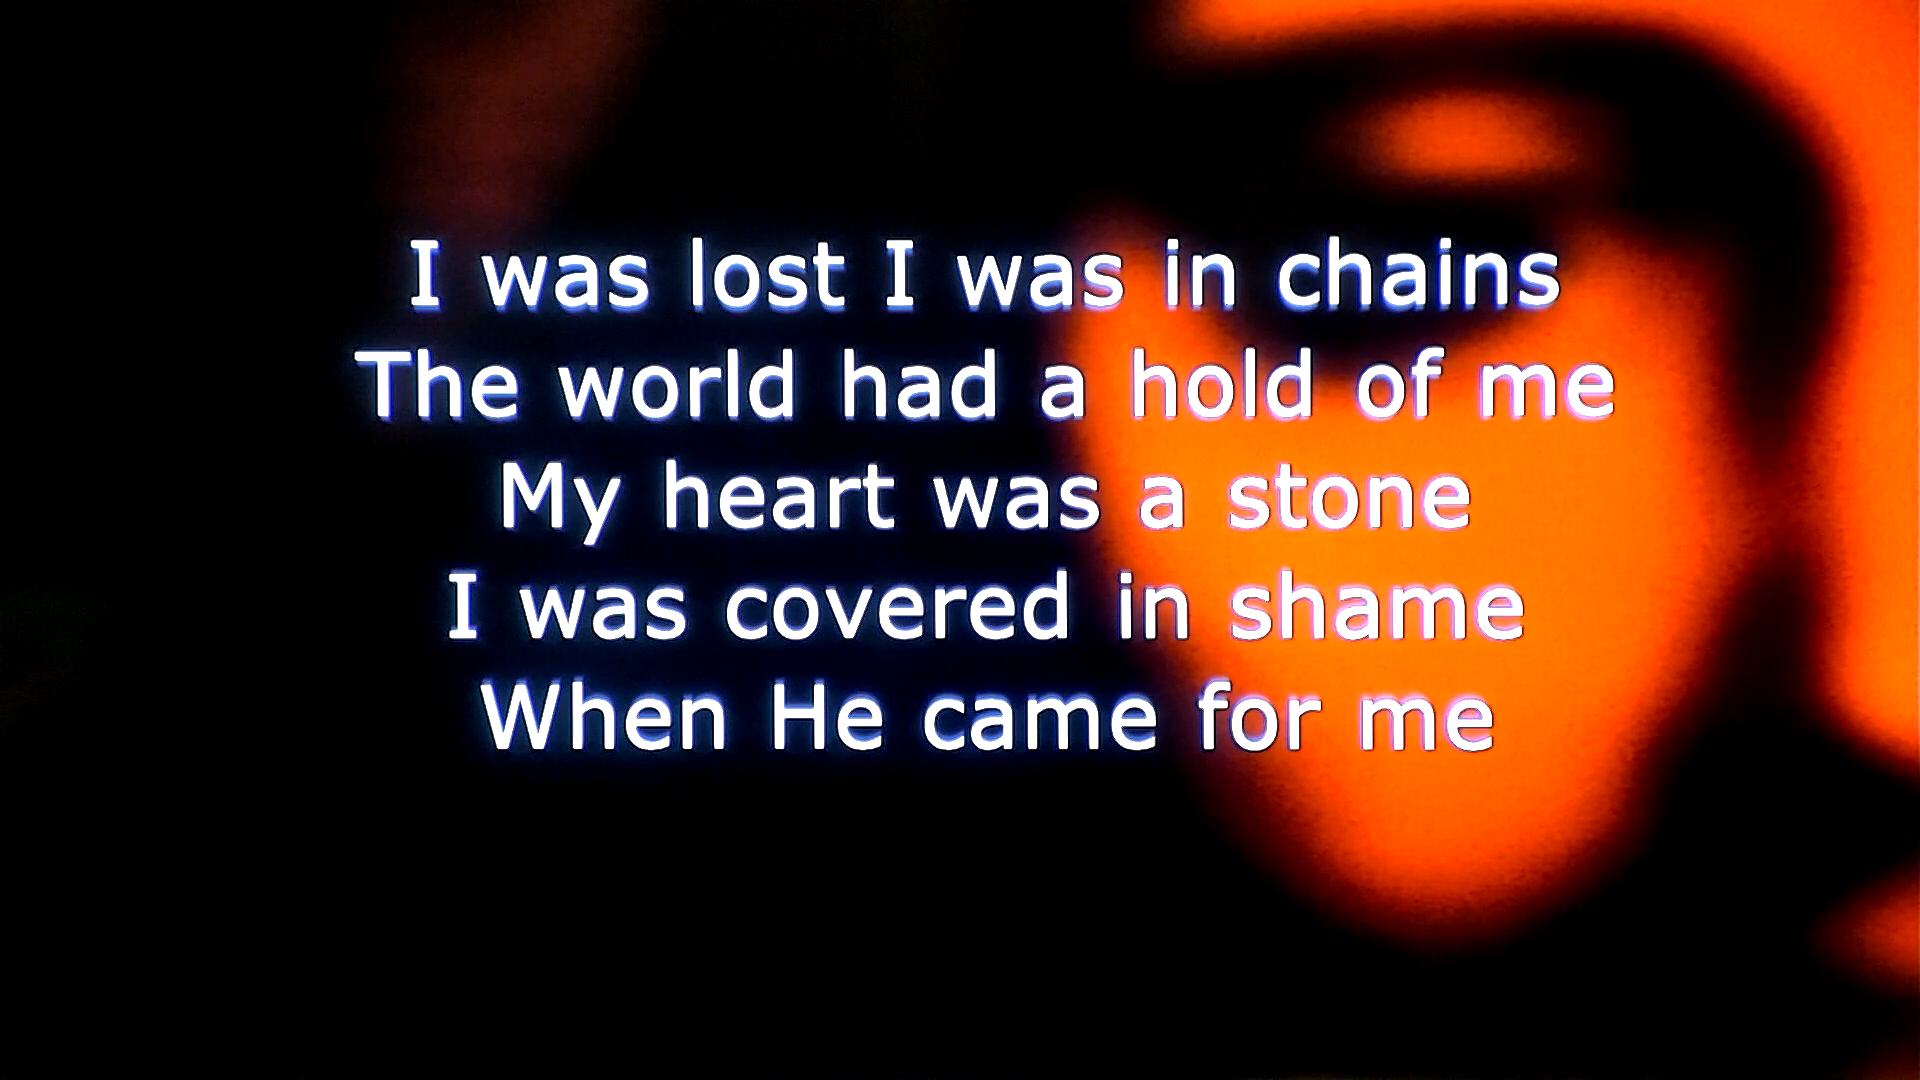 I was lost I was in chains
The world had a hold of me
My heart was a stone
I was covered in shame
When He came for me